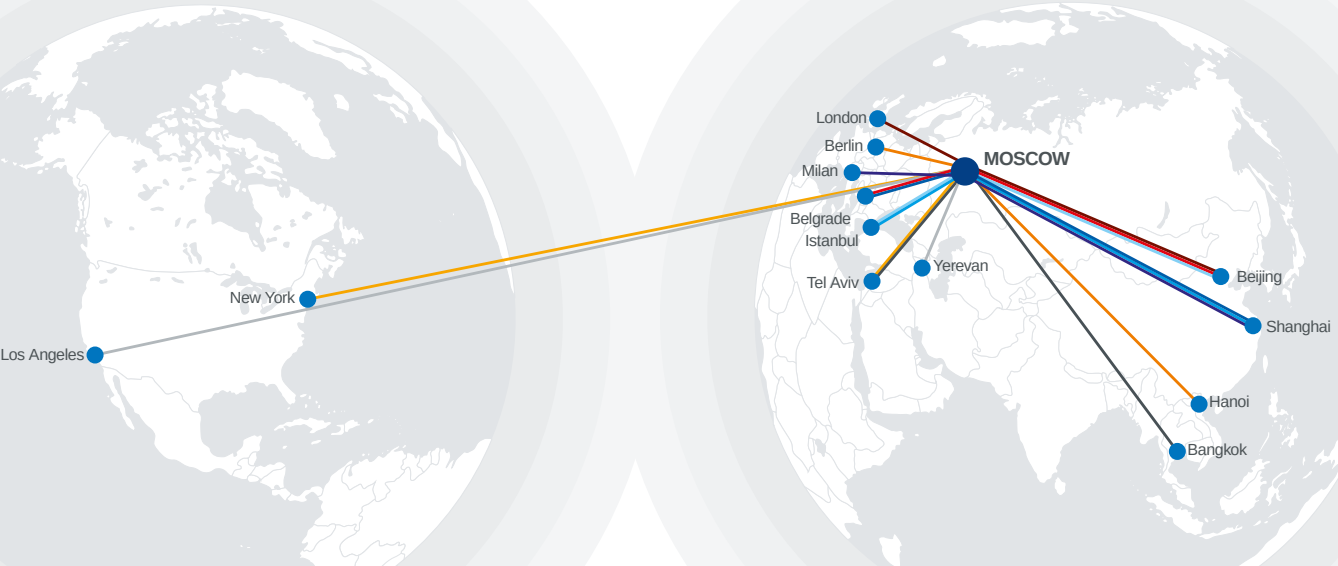 London
Berlin
MOSCOW
Milan
Belgrade
Istanbul
Yerevan
Tel Aviv
Beijing
New York
Shanghai
Los Angeles
Hanoi
Bangkok